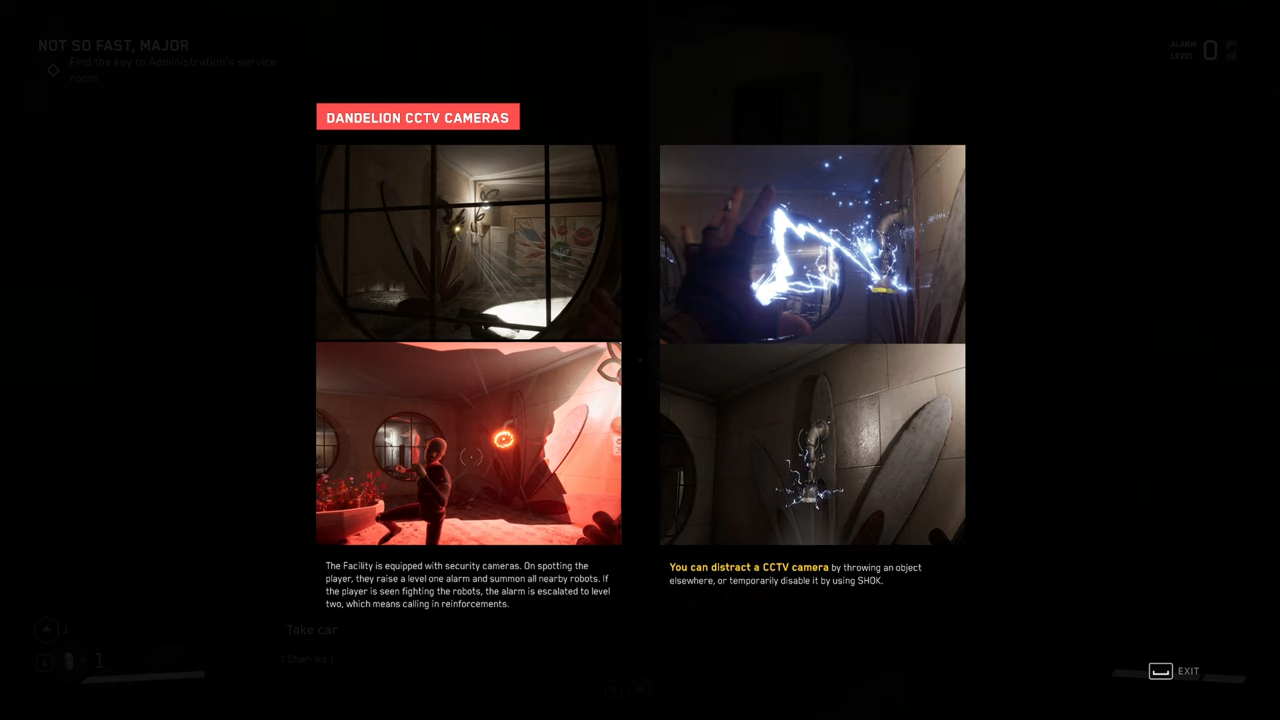 NOT SO FAST, MAJOR
Find the key to Administration's service
room
ALARM
LEVEL
0
DANDELION CCTV CAMERAS
The Facility is equipped with security cameras. On spotting the
player, they raise a level one alarm and summon all nearby robots. If
the player is seen fighting the robots, the alarm is escalated to level
two, which means calling in reinforcements.
You can distract a CCTV camera by throwing an object
elsewhere, or temporarily disable it by using SHOK.
1
Take car
1
EXIT